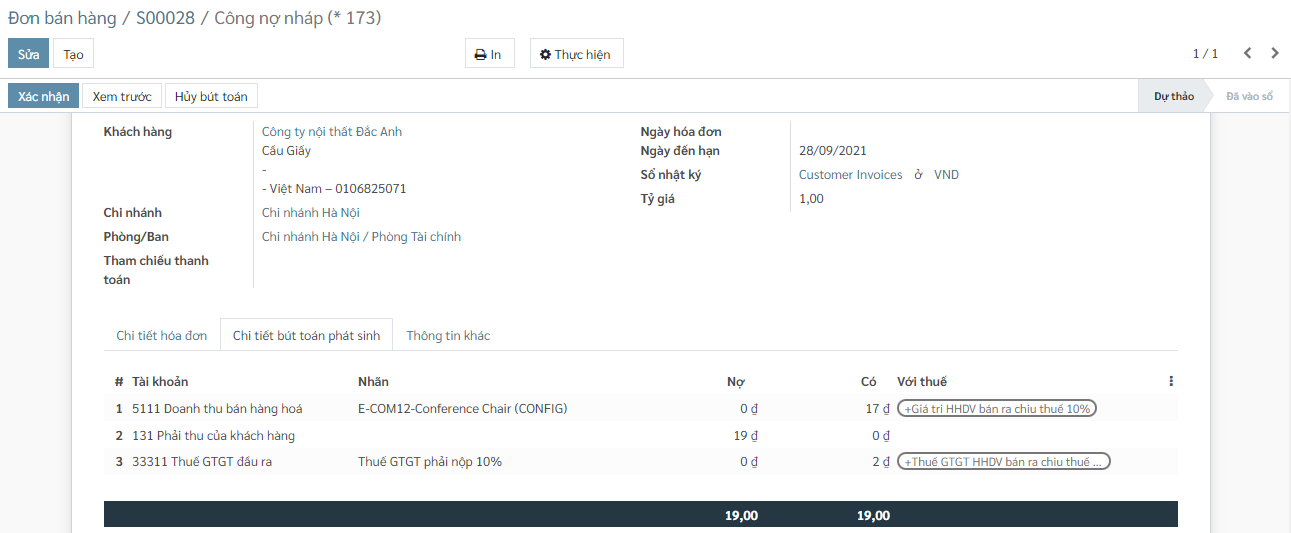 Đơn bán hàng / S00028 / Công nợ nháp (* 173)
Sửa Tạo In Thực hiện 1 / 1
Xác nhận Xem trước Hủy bút toán Dự thảo Đã vào sổ
Khách hàng Công ty nội thất Đắc Anh Ngày hóa đơn
Cầu Giấy Ngày đến hạn 28/09/2021
-
- Việt Nam – 0106825071 Sổ nhật ký Customer Invoices ở VND
Chi nhánh Chi nhánh Hà Nội Tỷ giá 1,00
Phòng/Ban Chi nhánh Hà Nội / Phòng Tài chính
Tham chiếu thanh
toán
Chi tiết hóa đơn Chi tiết bút toán phát sinh Thông tin khác
# Tài khoản Nhãn Nợ Có Với thuế
1 5111 Doanh thu bán hàng hoá E-COM12-Conference Chair (CONFIG) 0 ₫ 17 ₫ +Giá trị HHDV bán ra chịu thuế 10%
2 131 Phải thu của khách hàng 19 ₫ 0 ₫
3 33311 Thuế GTGT đầu ra Thuế GTGT phải nộp 10% 0 ₫ 2 ₫ +Thuế GTGT HHDV bán ra chịu thuế ...
19,00 19,00